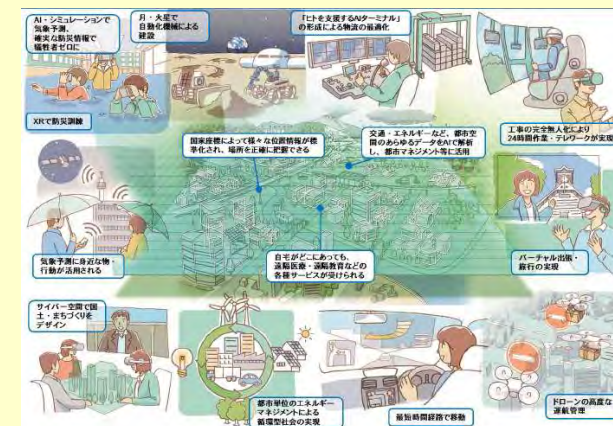 AI・シミュレーションで
気象予測。
確実な防災情報で
犠牲者ゼロに
月・火星で
自動化機械による
建設
「ヒトを支援するAIターミナル」
の形成による物流の最適化
XRで防災訓練
国家座標によって様々な位置情報が標
準化され、場所を正確に把握できる
交通・エネルギーなど、都市空
間のあらゆるデータをAIで解析
し、都市マネジメント等に活用
工事の完全無人化により
24時間作業・テレワークが実現
気象予測に身近な物・
行動が活用される
自宅がどこにあっても、
遠隔医療・遠隔教育などの
各種サービスが受けられる
バーチャル出張・
旅行の実現
サイバー空間で国
土・まちづくりを
デザイン
都市単位のエネルギー
マネジメントによる
循環型社会の実現
最短時間経路で移動
ドローンの高度な
運航管理